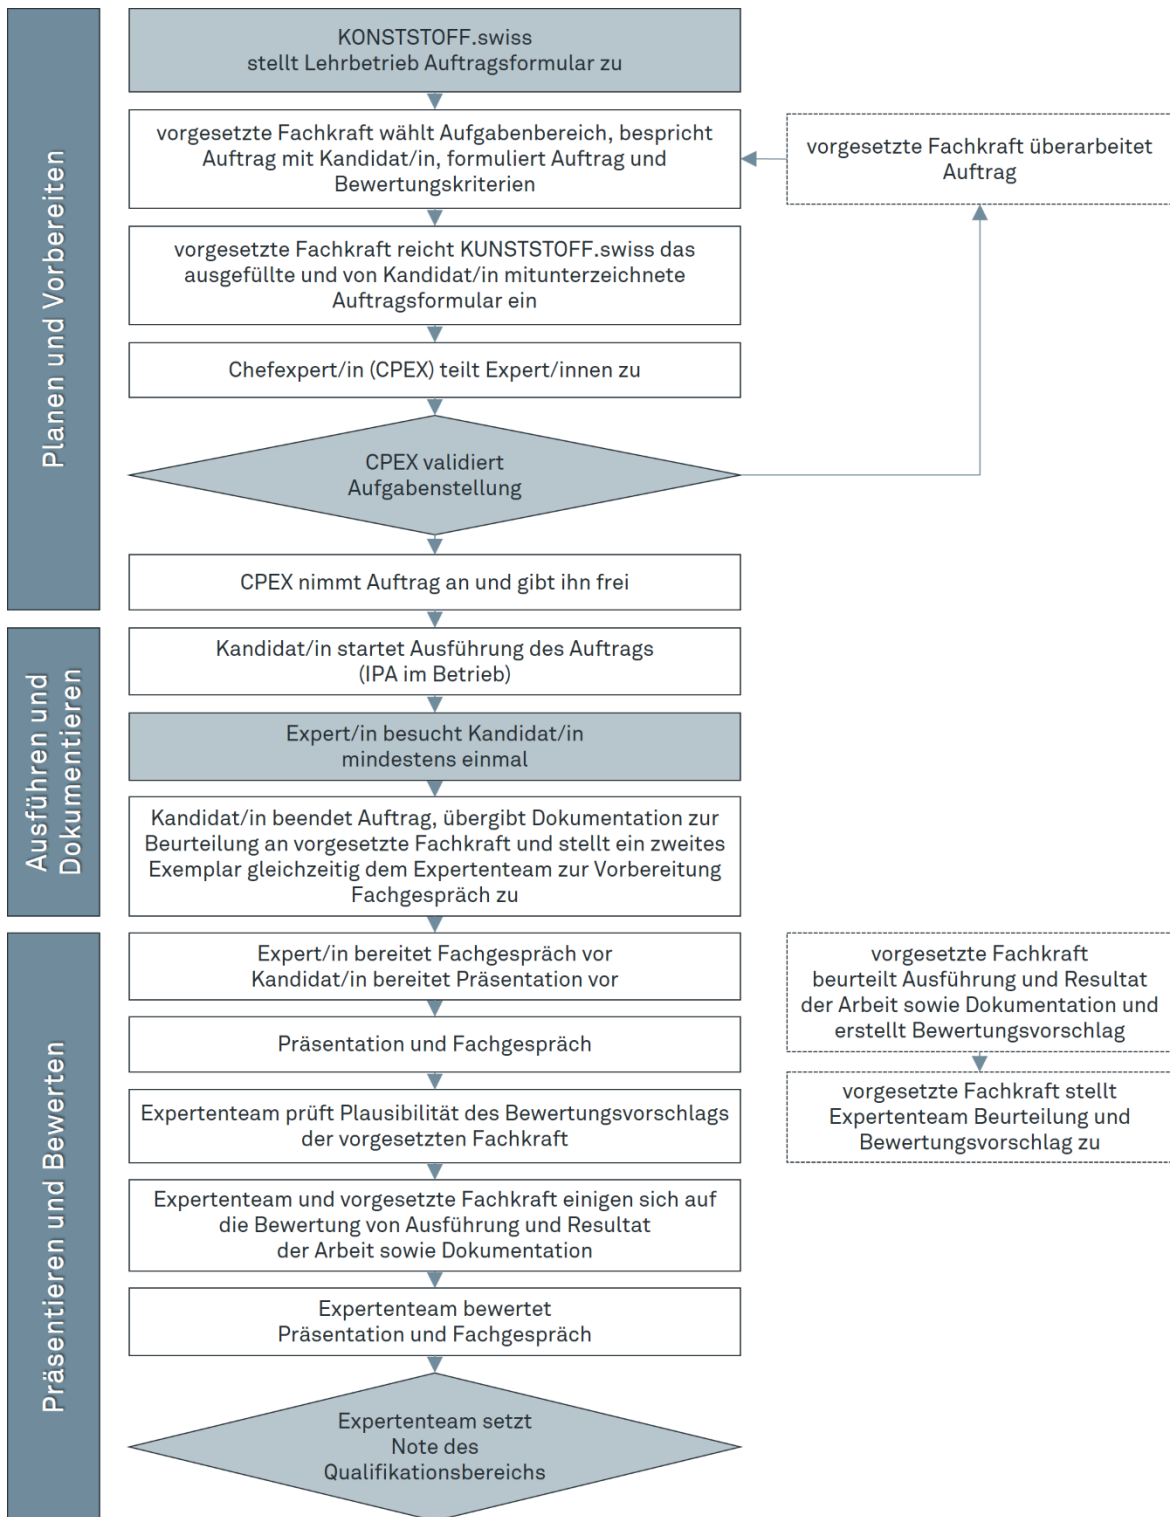 Planen und Vorbereiten
KONSTSTOFF.swiss
stellt Lehrbetrieb Auftragsformular zu
vorgesetzte Fachkraft wählt Aufgabenbereich, bespricht
Auftrag mit Kandidat/in, formuliert Auftrag und
Bewertungskriterien
vorgesetzte Fachkraft überarbeitet
Auftrag
vorgesetzte Fachkraft reicht KUNSTSTOFF.swiss das
ausgefüllte und von Kandidat/in mitunterzeichnete
Auftragsformular ein
Chefexpert/in (CPEX) teilt Expert/innen zu
CPEX validiert
Aufgabenstellung
CPEX nimmt Auftrag an und gibt ihn frei
Ausführen und
Dokumentieren
Kandidat/in startet Ausführung des Auftrags
(IPA im Betrieb)
Expert/in besucht Kandidat/in
mindestens einmal
Kandidat/in beendet Auftrag, übergibt Dokumentation zur
Beurteilung an vorgesetzte Fachkraft und stellt ein zweites
Exemplar gleichzeitig dem Expertenteam zur Vorbereitung
Fachgespräch zu
Präsentieren und Bewerten
Expert/in bereitet Fachgespräch vor
Kandidat/in bereitet Präsentation vor
vorgesetzte Fachkraft
beurteilt Ausführung und Resultat
der Arbeit sowie Dokumentation und
erstellt Bewertungsvorschlag
Präsentation und Fachgespräch
vorgesetzte Fachkraft stellt
Expertenteam Beurteilung und
Bewertungsvorschlag zu
Expertenteam prüft Plausibilität des Bewertungsvorschlags
der vorgesetzten Fachkraft
Expertenteam und vorgesetzte Fachkraft einigen sich auf
die Bewertung von Ausführung und Resultat
der Arbeit sowie Dokumentation
Expertenteam bewertet
Präsentation und Fachgespräch
Expertenteam setzt
Note des
Qualifikationsbereichs